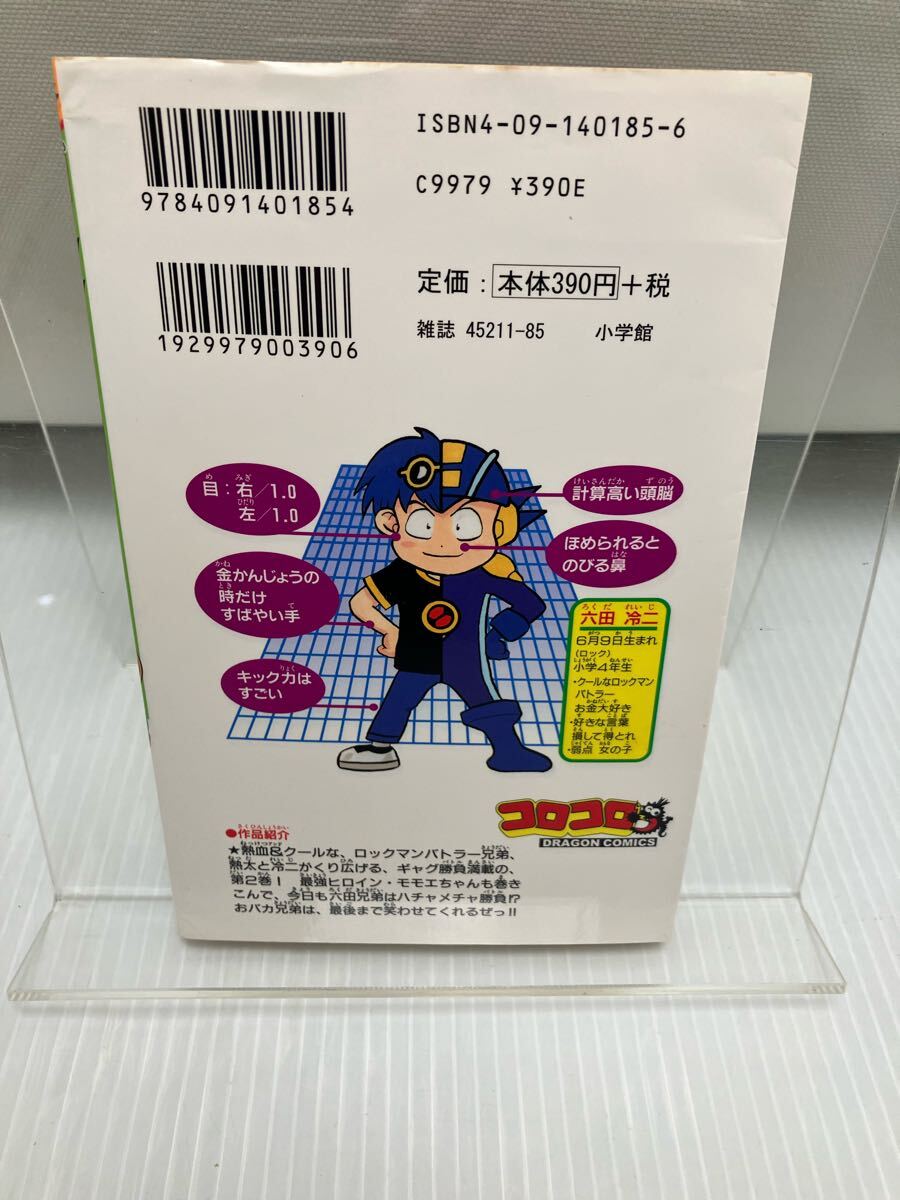 ISBN4-09-140185-6
9784091401854
C9979 ¥390E
1929979003906
定価：本体390円+税
雑誌 45211-85 小学館
目：右/1.0
左/1.0
計算高い頭脳
ほめられると
のびる鼻
金かんじょうの
時だけ
すばやい手
キック力は
すごい
六田 冷二
6月9日生まれ
(ロック)
小学4年生
・クールなロックマン
バトラー
お金大好き
・好きな言葉
損して得とれ
・弱点 女の子
コロコロ
DRAGON COMICS
●作品紹介
★熱血&クールな、ロックマンバトラー兄弟、
熱太と冷二がくり広げる、ギャグ勝負満載の、
第2巻! 最強ヒロイン・モモエちゃんも巻き
こんで、今日も六田兄弟はハチャメチャ勝負!?
おバカ兄弟は、最後まで笑わせてくれるぜっ!!